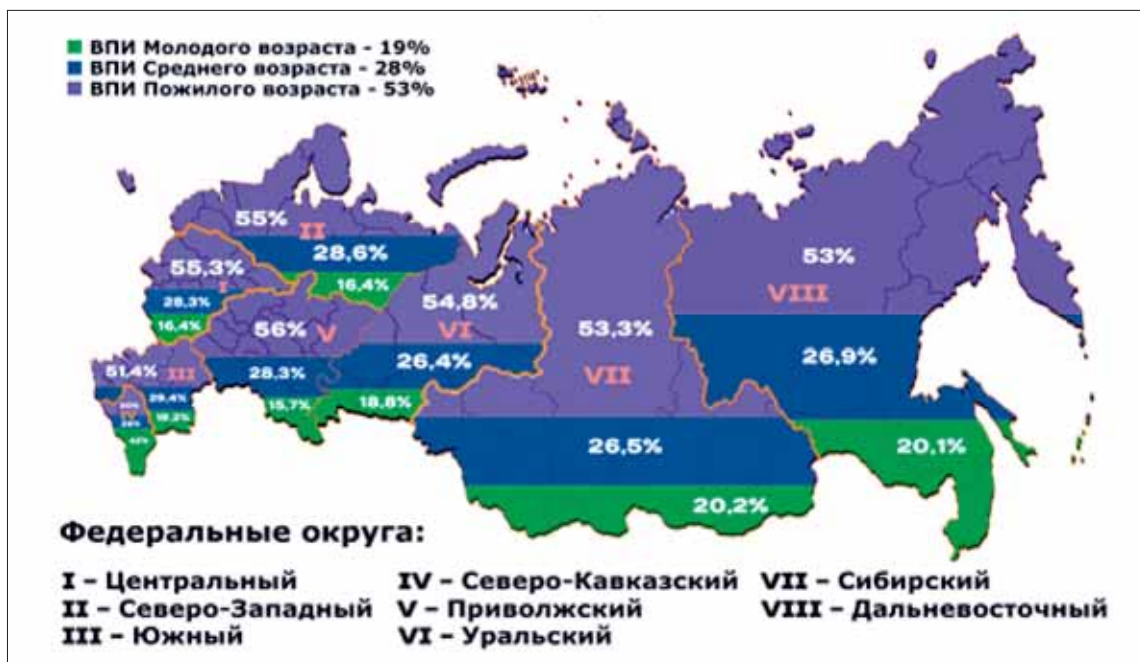 ВПИ Молодого возраста - 19%
ВПИ Среднего возраста - 28%
ВПИ Пожилого возраста - 53%
55%
II
28,6%
16,4%
55,3%
I
28,3%
16,4%
54,8%
VI
26,4%
18,8%
56%
V
28,3%
15,7%
51,4%
III
29,4%
19,2%
IV
53,3%
VII
26,5%
20,2%
53%
VIII
26,9%
20,1%
Федеральные округа:
I – Центральный
II – Северо-Западный
III – Южный
IV – Северо-Кавказский
V – Приволжский
VI – Уральский
VII – Сибирский
VIII – Дальневосточный